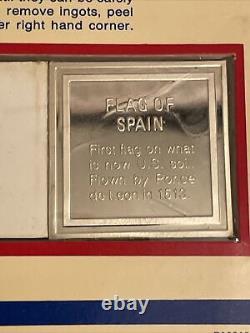 remove ingots, peel
right hand corner.
FLAG OF
SPAIN
First flag on what
is now U.S. soil.
Flown by Ponce
de Leon in 1513.